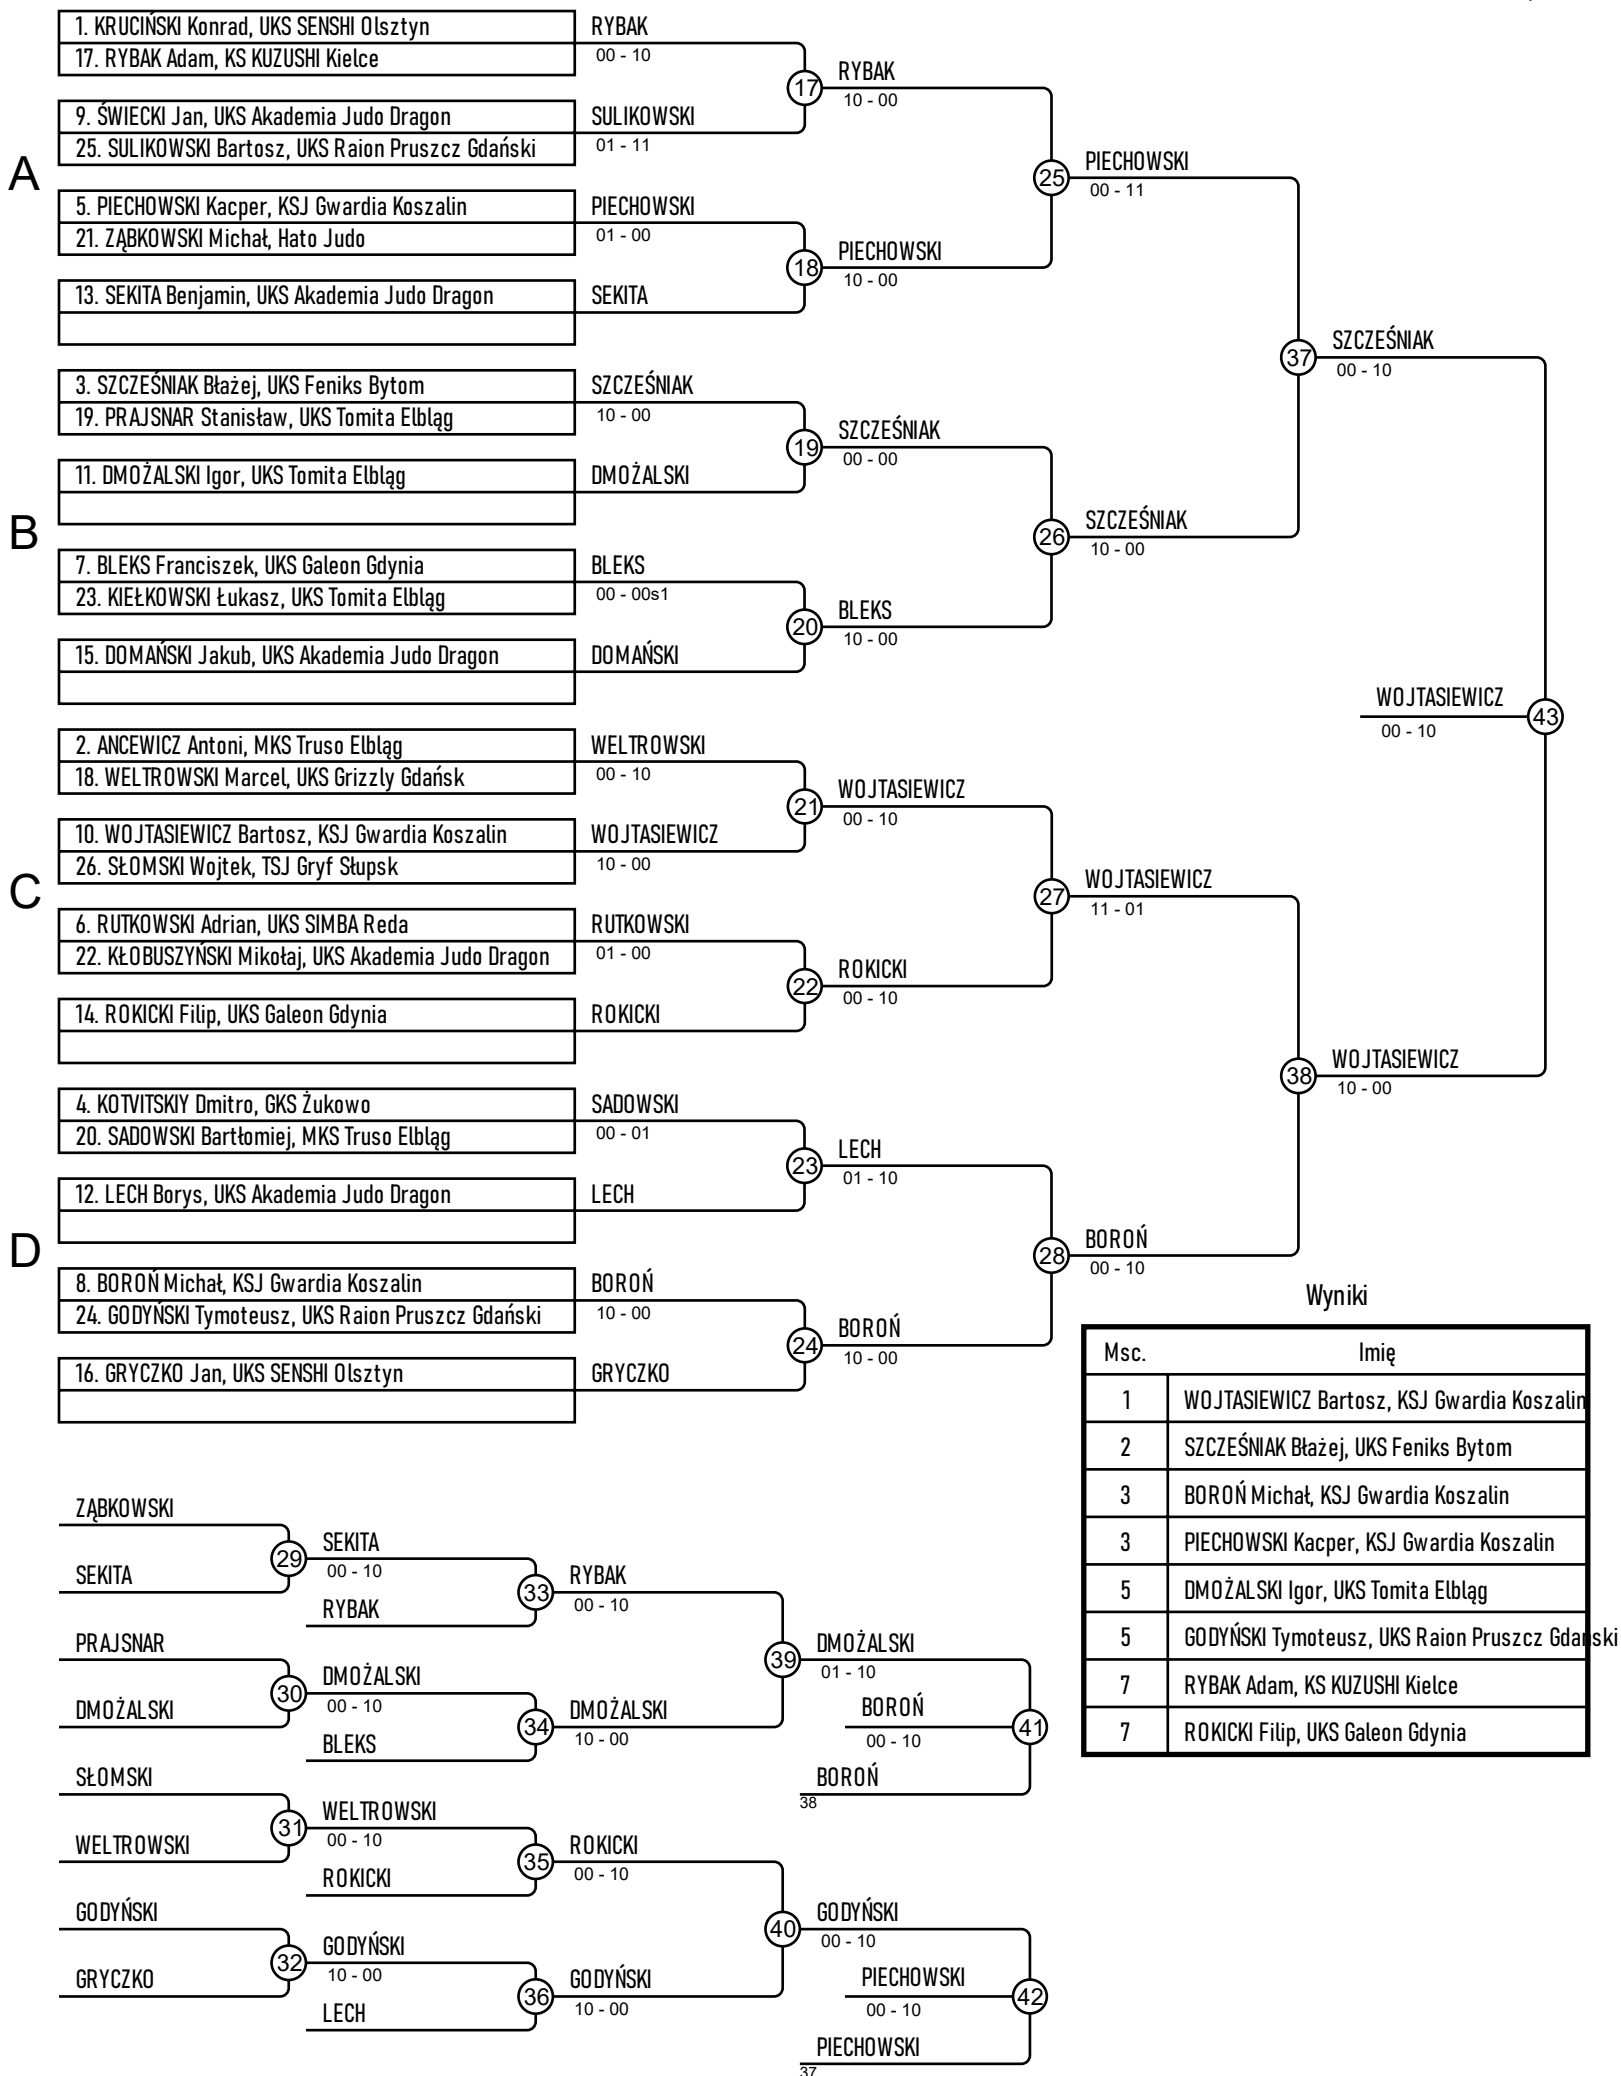 1. KRUCIŃSKI Konrad, UKS SENSHI Olsztyn
17. RYBAK Adam, KS KUZUSHI Kielce
RYBAK
00 - 10
17
RYBAK
10 - 00
9. ŚWIECKI Jan, UKS Akademia Judo Dragon
25. SULIKOWSKI Bartosz, UKS Raion Pruszcz Gdański
SULIKOWSKI
01 - 11
A
25
PIECHOWSKI
00 - 11
5. PIECHOWSKI Kacper, KSJ Gwardia Koszalin
21. ZĄBKOWSKI Michał, Hato Judo
PIECHOWSKI
01 - 00
18
PIECHOWSKI
10 - 00
13. SEKITA Benjamin, UKS Akademia Judo Dragon
SEKITA
37
SZCZEŚNIAK
00 - 10
3. SZCZEŚNIAK Błażej, UKS Feniks Bytom
19. PRAJSNAR Stanisław, UKS Tomita Elbląg
SZCZEŚNIAK
10 - 00
19
SZCZEŚNIAK
00 - 00
11. DMOŻALSKI Igor, UKS Tomita Elbląg
DMOŻALSKI
B
26
SZCZEŚNIAK
10 - 00
7. BLEKS Franciszek, UKS Galeon Gdynia
23. KIEŁKOWSKI Łukasz, UKS Tomita Elbląg
BLEKS
00 - 00s1
20
BLEKS
10 - 00
15. DOMAŃSKI Jakub, UKS Akademia Judo Dragon
DOMAŃSKI
WOJTASIEWICZ
00 - 10
43
2. ANCEWICZ Antoni, MKS Truso Elbląg
18. WELTROWSKI Marcel, UKS Grizzly Gdańsk
WELTROWSKI
00 - 10
21
WOJTASIEWICZ
00 - 10
10. WOJTASIEWICZ Bartosz, KSJ Gwardia Koszalin
26. SŁOMSKI Wojtek, TSJ Gryf Słupsk
WOJTASIEWICZ
10 - 00
C
27
WOJTASIEWICZ
11 - 01
6. RUTKOWSKI Adrian, UKS SIMBA Reda
22. KŁOBUSZYŃSKI Mikołaj, UKS Akademia Judo Dragon
RUTKOWSKI
01 - 00
22
ROKICKI
00 - 10
14. ROKICKI Filip, UKS Galeon Gdynia
ROKICKI
38
WOJTASIEWICZ
10 - 00
4. KOTVITSKIY Dmitro, GKS Żukowo
20. SADOWSKI Bartłomiej, MKS Truso Elbląg
SADOWSKI
00 - 01
23
LECH
01 - 10
12. LECH Borys, UKS Akademia Judo Dragon
LECH
D
28
BOROŃ
00 - 10
8. BOROŃ Michał, KSJ Gwardia Koszalin
24. GODYŃSKI Tymoteusz, UKS Raion Pruszcz Gdański
BOROŃ
10 - 00
24
BOROŃ
10 - 00
16. GRYCZKO Jan, UKS SENSHI Olsztyn
GRYCZKO
Wyniki
Msc. Imię
1 WOJTASIEWICZ Bartosz, KSJ Gwardia Koszalin
2 SZCZEŚNIAK Błażej, UKS Feniks Bytom
3 BOROŃ Michał, KSJ Gwardia Koszalin
3 PIECHOWSKI Kacper, KSJ Gwardia Koszalin
5 DMOŻALSKI Igor, UKS Tomita Elbląg
5 GODYŃSKI Tymoteusz, UKS Raion Pruszcz Gdański
7 RYBAK Adam, KS KUZUSHI Kielce
7 ROKICKI Filip, UKS Galeon Gdynia
ZĄBKOWSKI
SEKITA
29
SEKITA
00 - 10
RYBAK
33
RYBAK
00 - 10
PRAJSNAR
DMOŻALSKI
30
DMOŻALSKI
00 - 10
BLEKS
34
DMOŻALSKI
10 - 00
39
DMOŻALSKI
01 - 10
BOROŃ
00 - 10
41
BOROŃ
38
SŁOMSKI
WELTROWSKI
31
WELTROWSKI
00 - 10
ROKICKI
35
ROKICKI
00 - 10
GODYŃSKI
GRYCZKO
32
GODYŃSKI
10 - 00
LECH
36
GODYŃSKI
10 - 00
40
GODYŃSKI
00 - 10
PIECHOWSKI
00 - 10
42
PIECHOWSKI
37